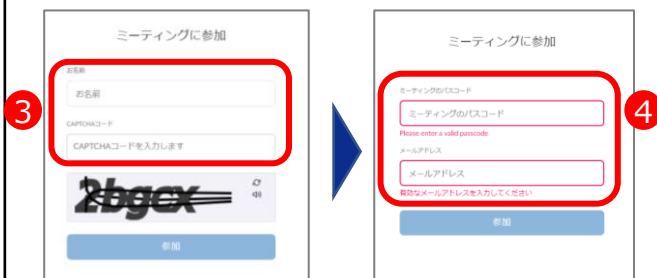 ミーティングに参加
お名前
お名前
CAPTCHAコード
CAPTCHAコードを入力します
2bgcx
参加
3
ミーティングに参加
ミーティングのパスコード
ミーティングのパスコード
Please enter a valid passcode
メールアドレス
メールアドレス
有効なメールアドレスを入力してください
参加
4